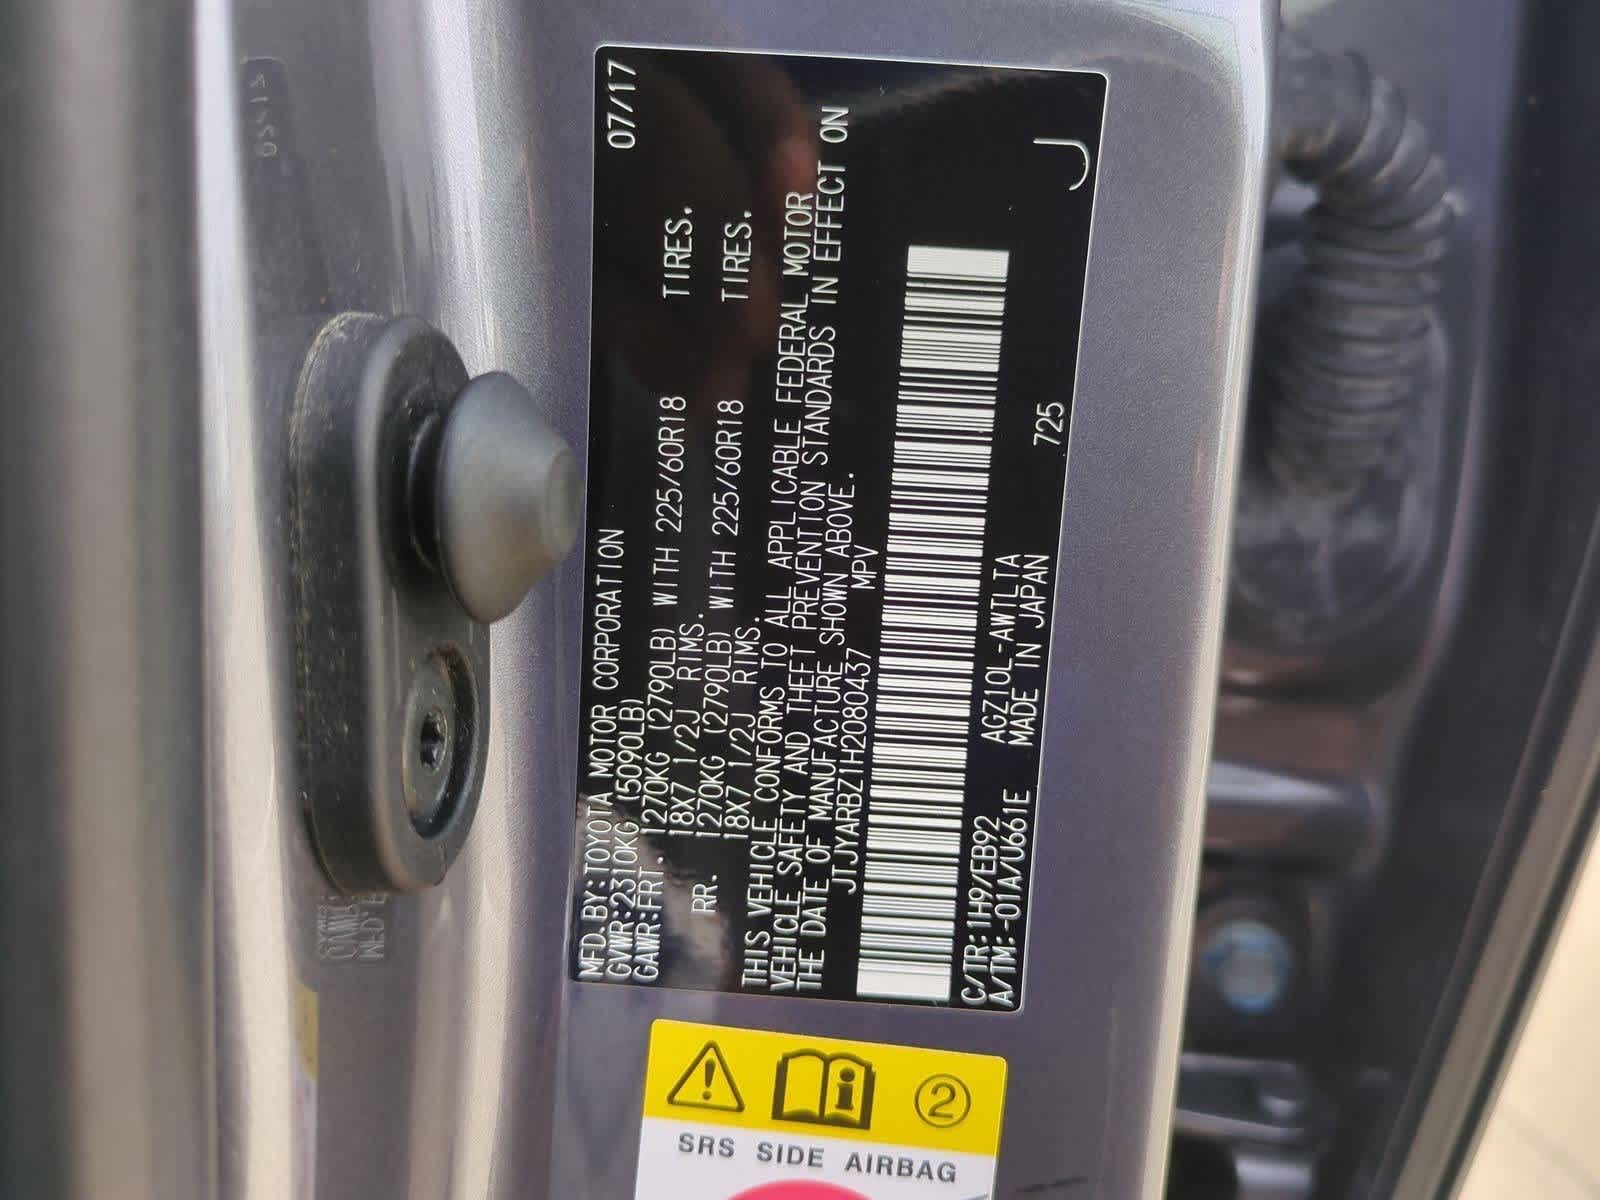 MFD.BY:TOYOTA MOTOR CORPORATION 07/17
GVWR:2310KG(5090LB)
GAWR:FRT. 1270KG (2790LB) WITH 225/60R18 TIRES.
18X7 1/2J RIMS.
RR. 1270KG (2790LB) WITH 225/60R18 TIRES.
18X7 1/2J RIMS.
THIS VEHICLE CONFORMS TO ALL APPLICABLE FEDERAL MOTOR
VEHICLE SAFETY AND THEFT PREVENTION STANDARDS IN EFFECT ON
THE DATE OF MANUFACTURE SHOWN ABOVE.
JTJYARBZ1H2080437 MPV
C/TR:1H9/EB92 AGZ10L-AWTLTA 725
A/TM:-01A/U661E MADE IN JAPAN J
2
SRS SIDE AIRBAG